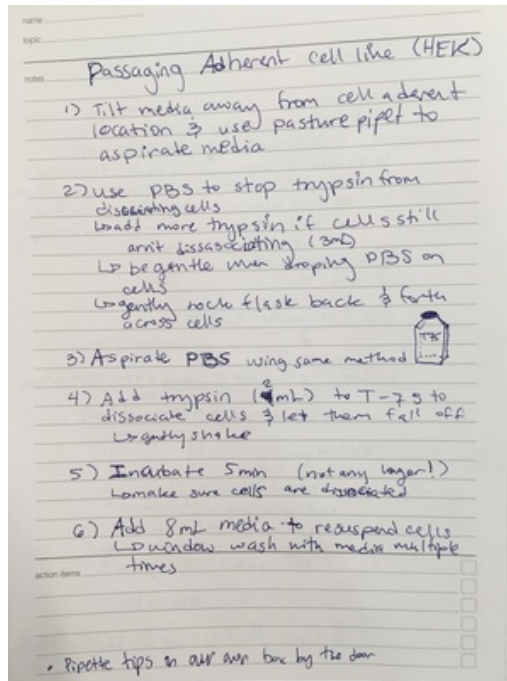 name
topic
notes
Passaging Adherent cell line (HEK)
1) Tilt media away from cell aderent
location & use pasture pipet to
aspirate media
2) use PBS to stop trypsin from
cells
↳ add more trypsin if cells still
arnt dissasociating (3mL)
↳ be gentle when droping PBS on
cells
↳ gently rock flask back & forth
across cells
3) Aspirate PBS using same method
T75
4) Add trypsin (2mL) to T-75 to
dissociate cells & let them fall off
↳ gently shake
5) Incubate 5min (not any longer!)
↳ make sure cells are dissociated
6) Add 8mL media to resuspend cells
↳ window wash with media multiple
times
action items
• Pipette tips in our own box by the door